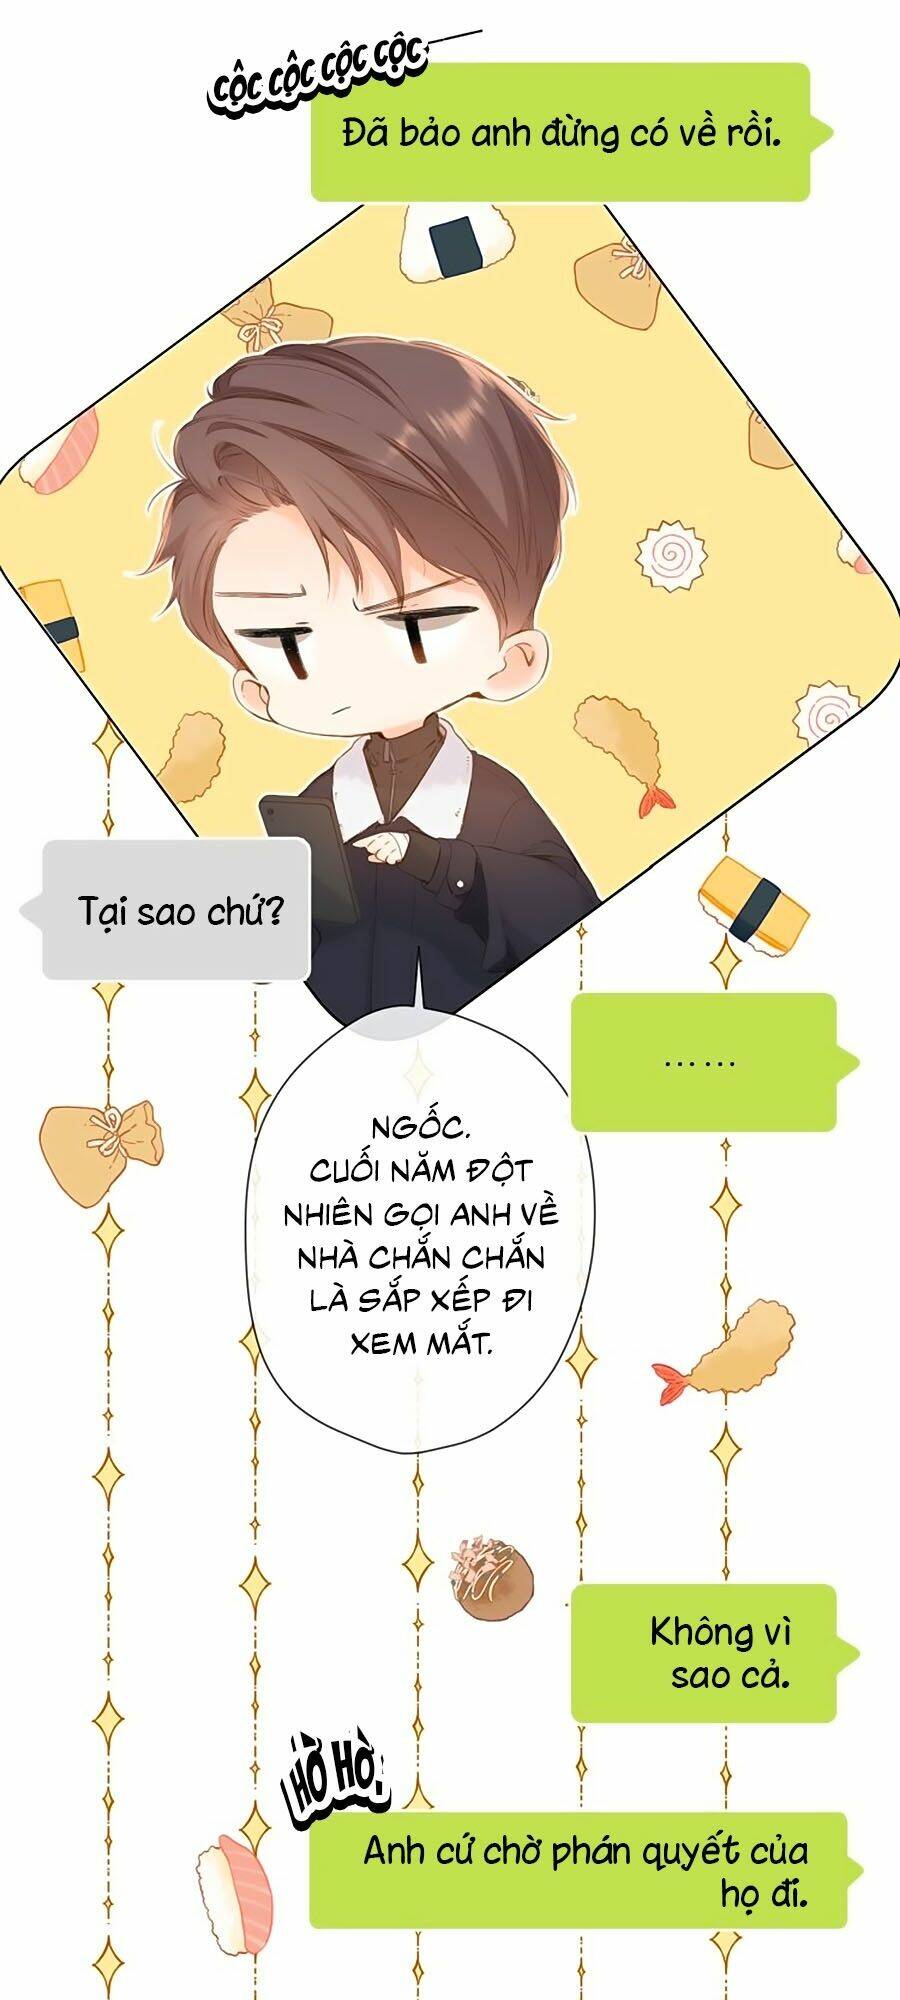 CỘC CỘC CỘC CỘC
Đã bảo anh đừng có về rồi.
Tại sao chứ?
......
NGỐC.
CUỐI NĂM ĐỘT
NHIÊN GỌI ANH VỀ
NHÀ CHẮN CHẮN
LÀ SẮP XẾP ĐI
XEM MẮT.
Không vì
sao cả.
HỜ HỜ.
Anh cứ chờ phán quyết của
họ đi.